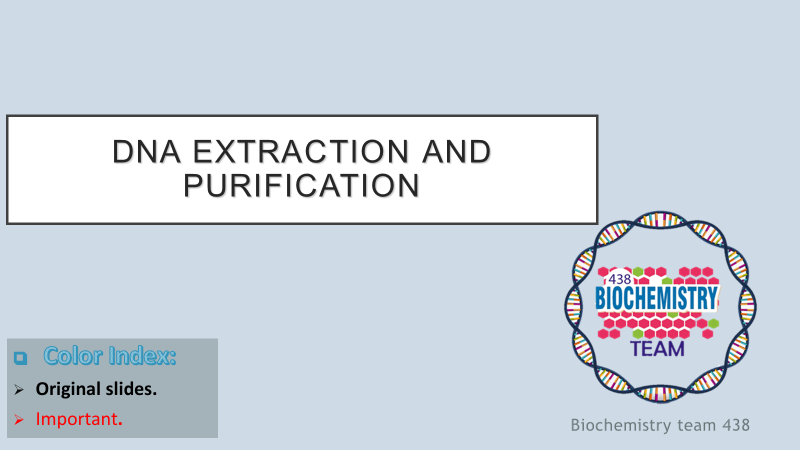 DNA EXTRACTION AND
PURIFICATION
438
BIOCHEMISTRY
TEAM
Color Index:
Original slides.
Important.
Biochemistry team 438